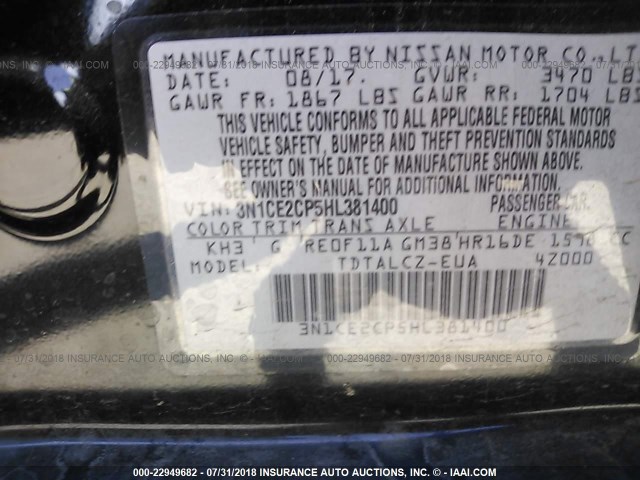 MANUFACTURED BY NISSAN MOTOR CO., LT
DATE: 08/17. GVWR: 3470 LB
GAWR FR: 1867 LBS GAWR RR: 1704 LBS
THIS VEHICLE CONFORMS TO ALL APPLICABLE FEDERAL MOTOR
VEHICLE SAFETY, BUMPER AND THEFT PREVENTION STANDARDS
IN EFFECT ON THE DATE OF MANUFACTURE SHOWN ABOVE.
SEE OWNER'S MANUAL FOR ADDITIONAL INFORMATION.
VIN: 3N1CE2CP5HL381400 PASSENGER CAR
COLOR TRIM TRANS AXLE ENGINE
KH3 G RE0F11A GM38 HR16DE CC
MODEL: TDTALCZ-EUA 4Z000
3N1CE2CP5HL381400
000-22949682 - 07/31/2018 INSURANCE AUTO AUCTIONS © - IAAI.COM